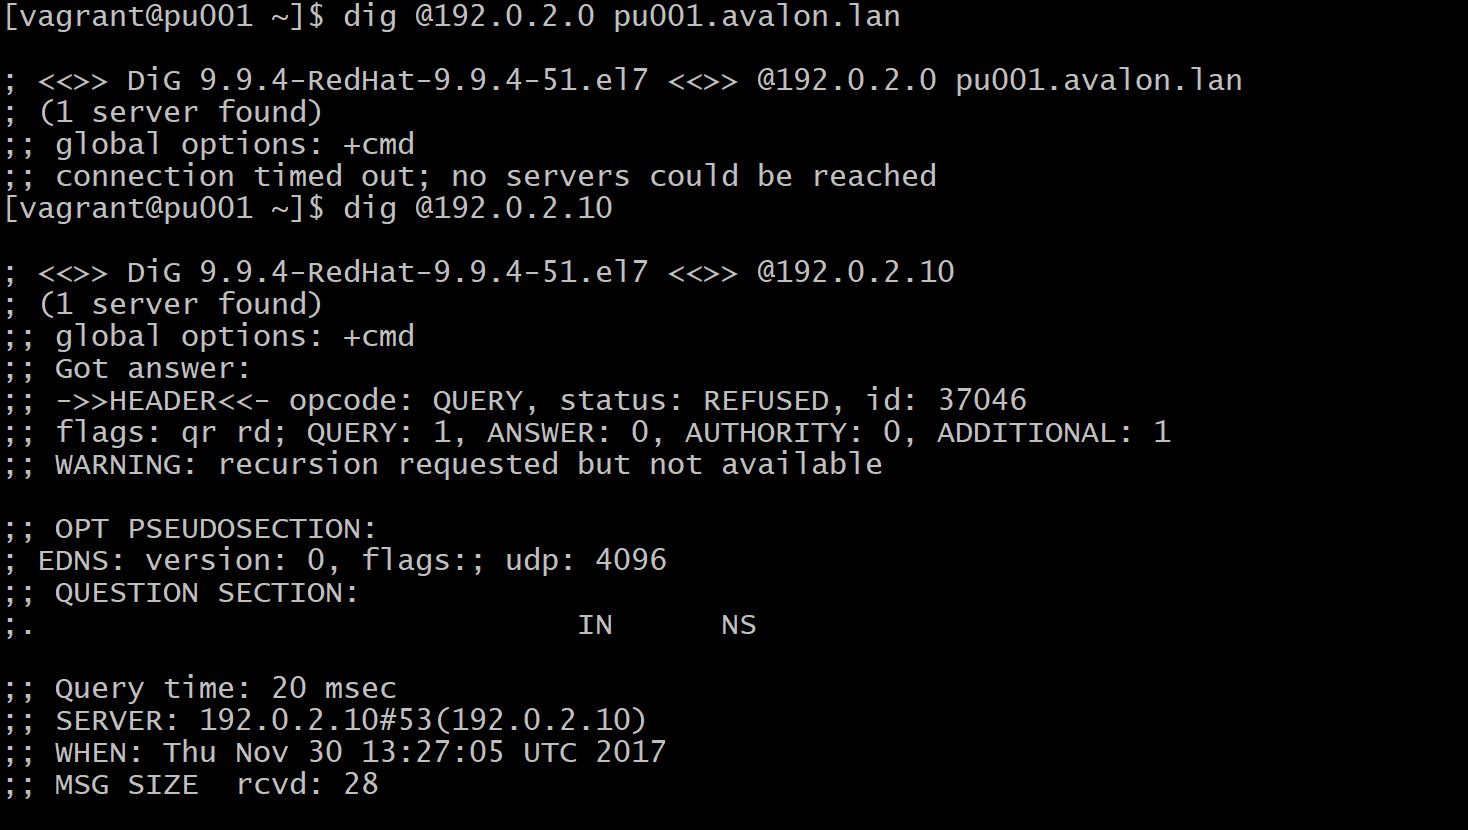 [vagrant@pu001 ~]$ dig @192.0.2.0 pu001.avalon.lan

; <<>> DiG 9.9.4-RedHat-9.9.4-51.el7 <<>> @192.0.2.0 pu001.avalon.lan
; (1 server found)
;; global options: +cmd
;; connection timed out; no servers could be reached
[vagrant@pu001 ~]$ dig @192.0.2.10

; <<>> DiG 9.9.4-RedHat-9.9.4-51.el7 <<>> @192.0.2.10
; (1 server found)
;; global options: +cmd
;; Got answer:
;; ->>HEADER<<- opcode: QUERY, status: REFUSED, id: 37046
;; flags: qr rd; QUERY: 1, ANSWER: 0, AUTHORITY: 0, ADDITIONAL: 1
;; WARNING: recursion requested but not available

;; OPT PSEUDOSECTION:
; EDNS: version: 0, flags:; udp: 4096
;; QUESTION SECTION:
;.                              IN      NS

;; Query time: 20 msec
;; SERVER: 192.0.2.10#53(192.0.2.10)
;; WHEN: Thu Nov 30 13:27:05 UTC 2017
;; MSG SIZE  rcvd: 28